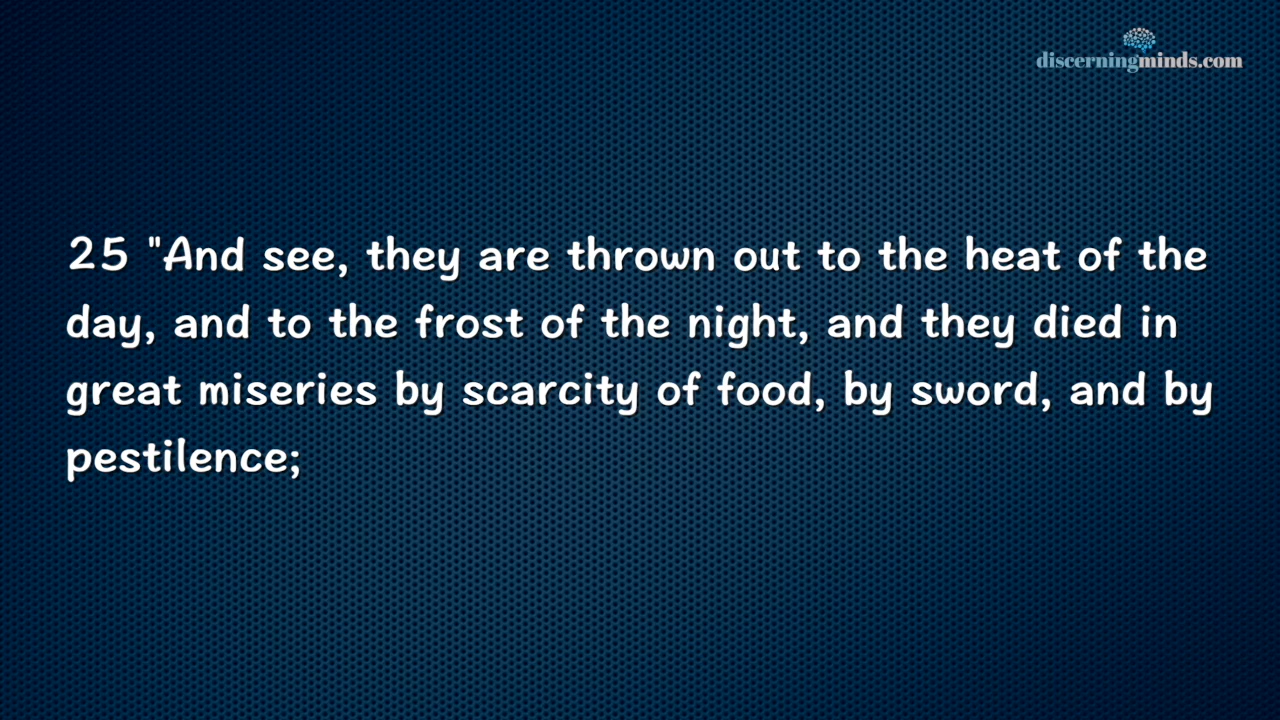 discerningminds.com
25 "And see, they are thrown out to the heat of the
day, and to the frost of the night, and they died in
great miseries by scarcity of food, by sword, and by
pestilence;